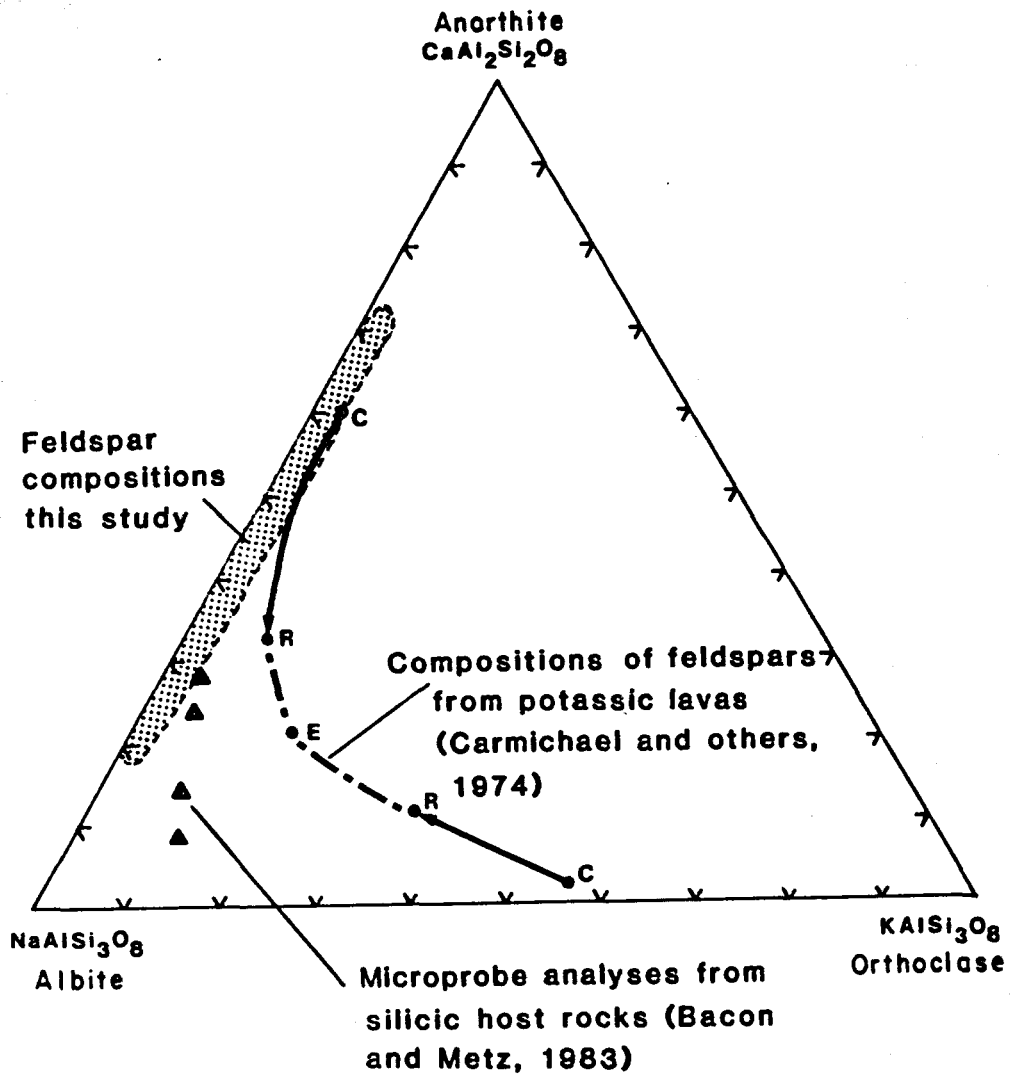 Anorthite
CaAl₂Si₂O₈
C
Feldspar
compositions
this study
R
Compositions of feldspars
from potassic lavas
(Carmichael and others,
1974)
E
R
C
NaAlSi₃O₈
Albite
KAlSi₃O₈
Orthoclase
Microprobe analyses from
silicic host rocks (Bacon
and Metz, 1983)